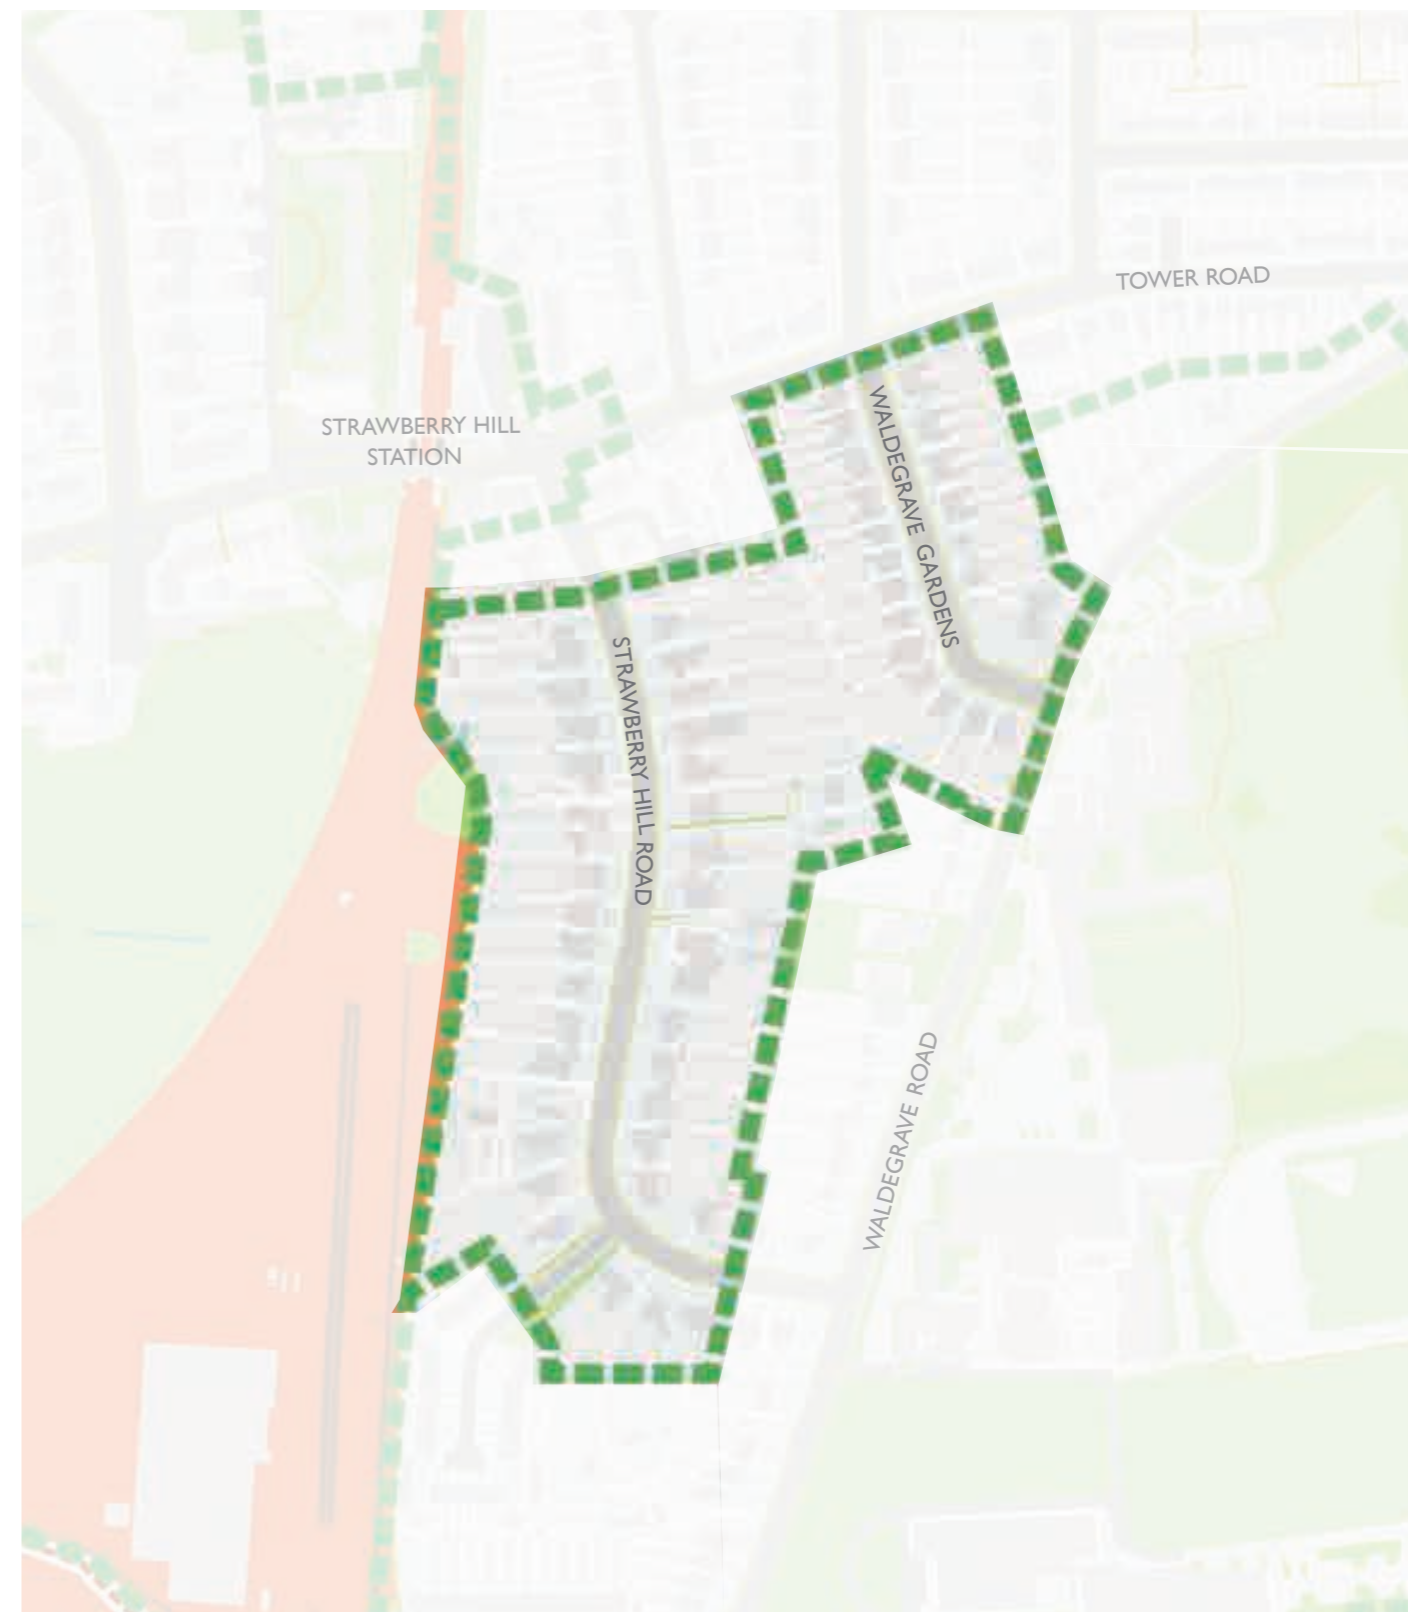 TOWER ROAD
STRAWBERRY HILL
STATION
WALDEGRAVE GARDENS
STRAWBERRY HILL ROAD
WALDEGRAVE ROAD